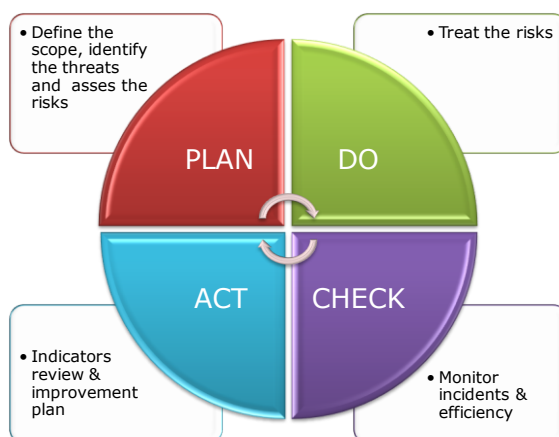 • Define the
scope, identify
the threats
and asses the
risks
• Treat the risks
PLAN
DO
ACT
CHECK
• Indicators
review &
improvement
plan
• Monitor
incidents &
efficiency